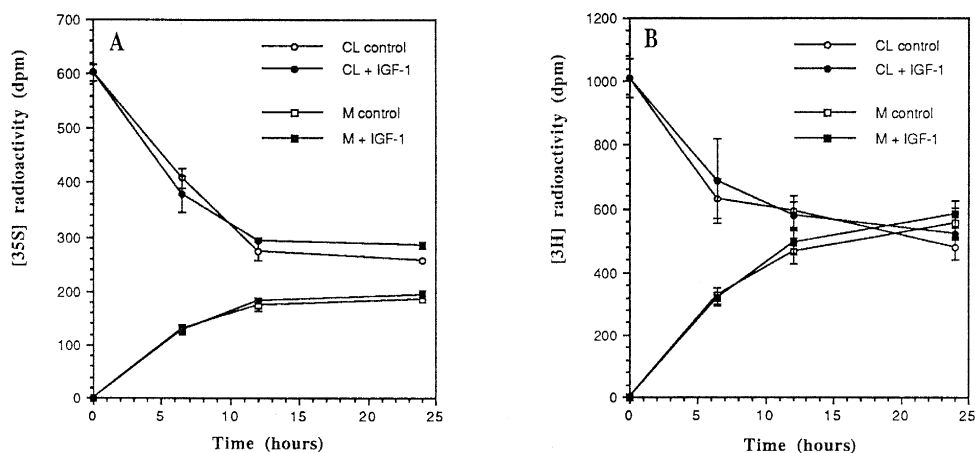 A
CL control
CL + IGF-1
M control
M + IGF-1
[35S] radioactivity (dpm)
700
600
500
400
300
200
100
0
0 5 10 15 20 25
Time (hours)
B
CL control
CL + IGF-1
M control
M + IGF-1
[3H] radioactivity (dpm)
1200
1000
800
600
400
200
0
0 5 10 15 20 25
Time (hours)